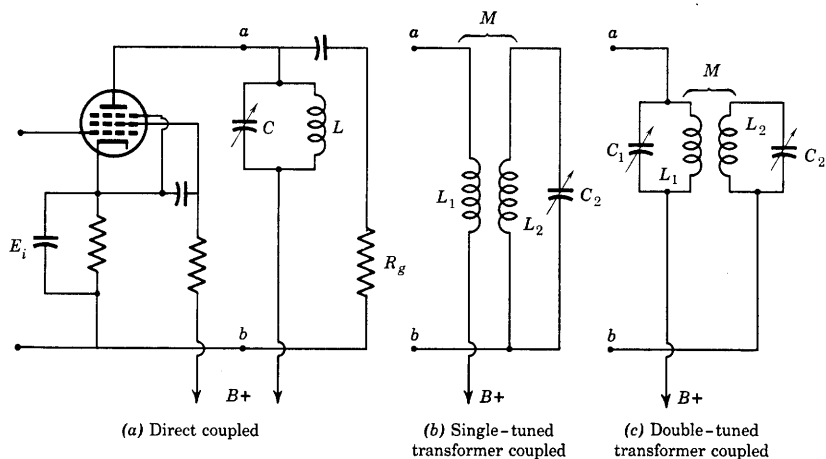 a
C
L
E_i
R_g
b
B+
(a) Direct coupled
M
a
L_1
L_2
C_2
b
B+
(b) Single-tuned
transformer coupled
a
M
C_1
L_1
L_2
C_2
b
B+
(c) Double-tuned
transformer coupled